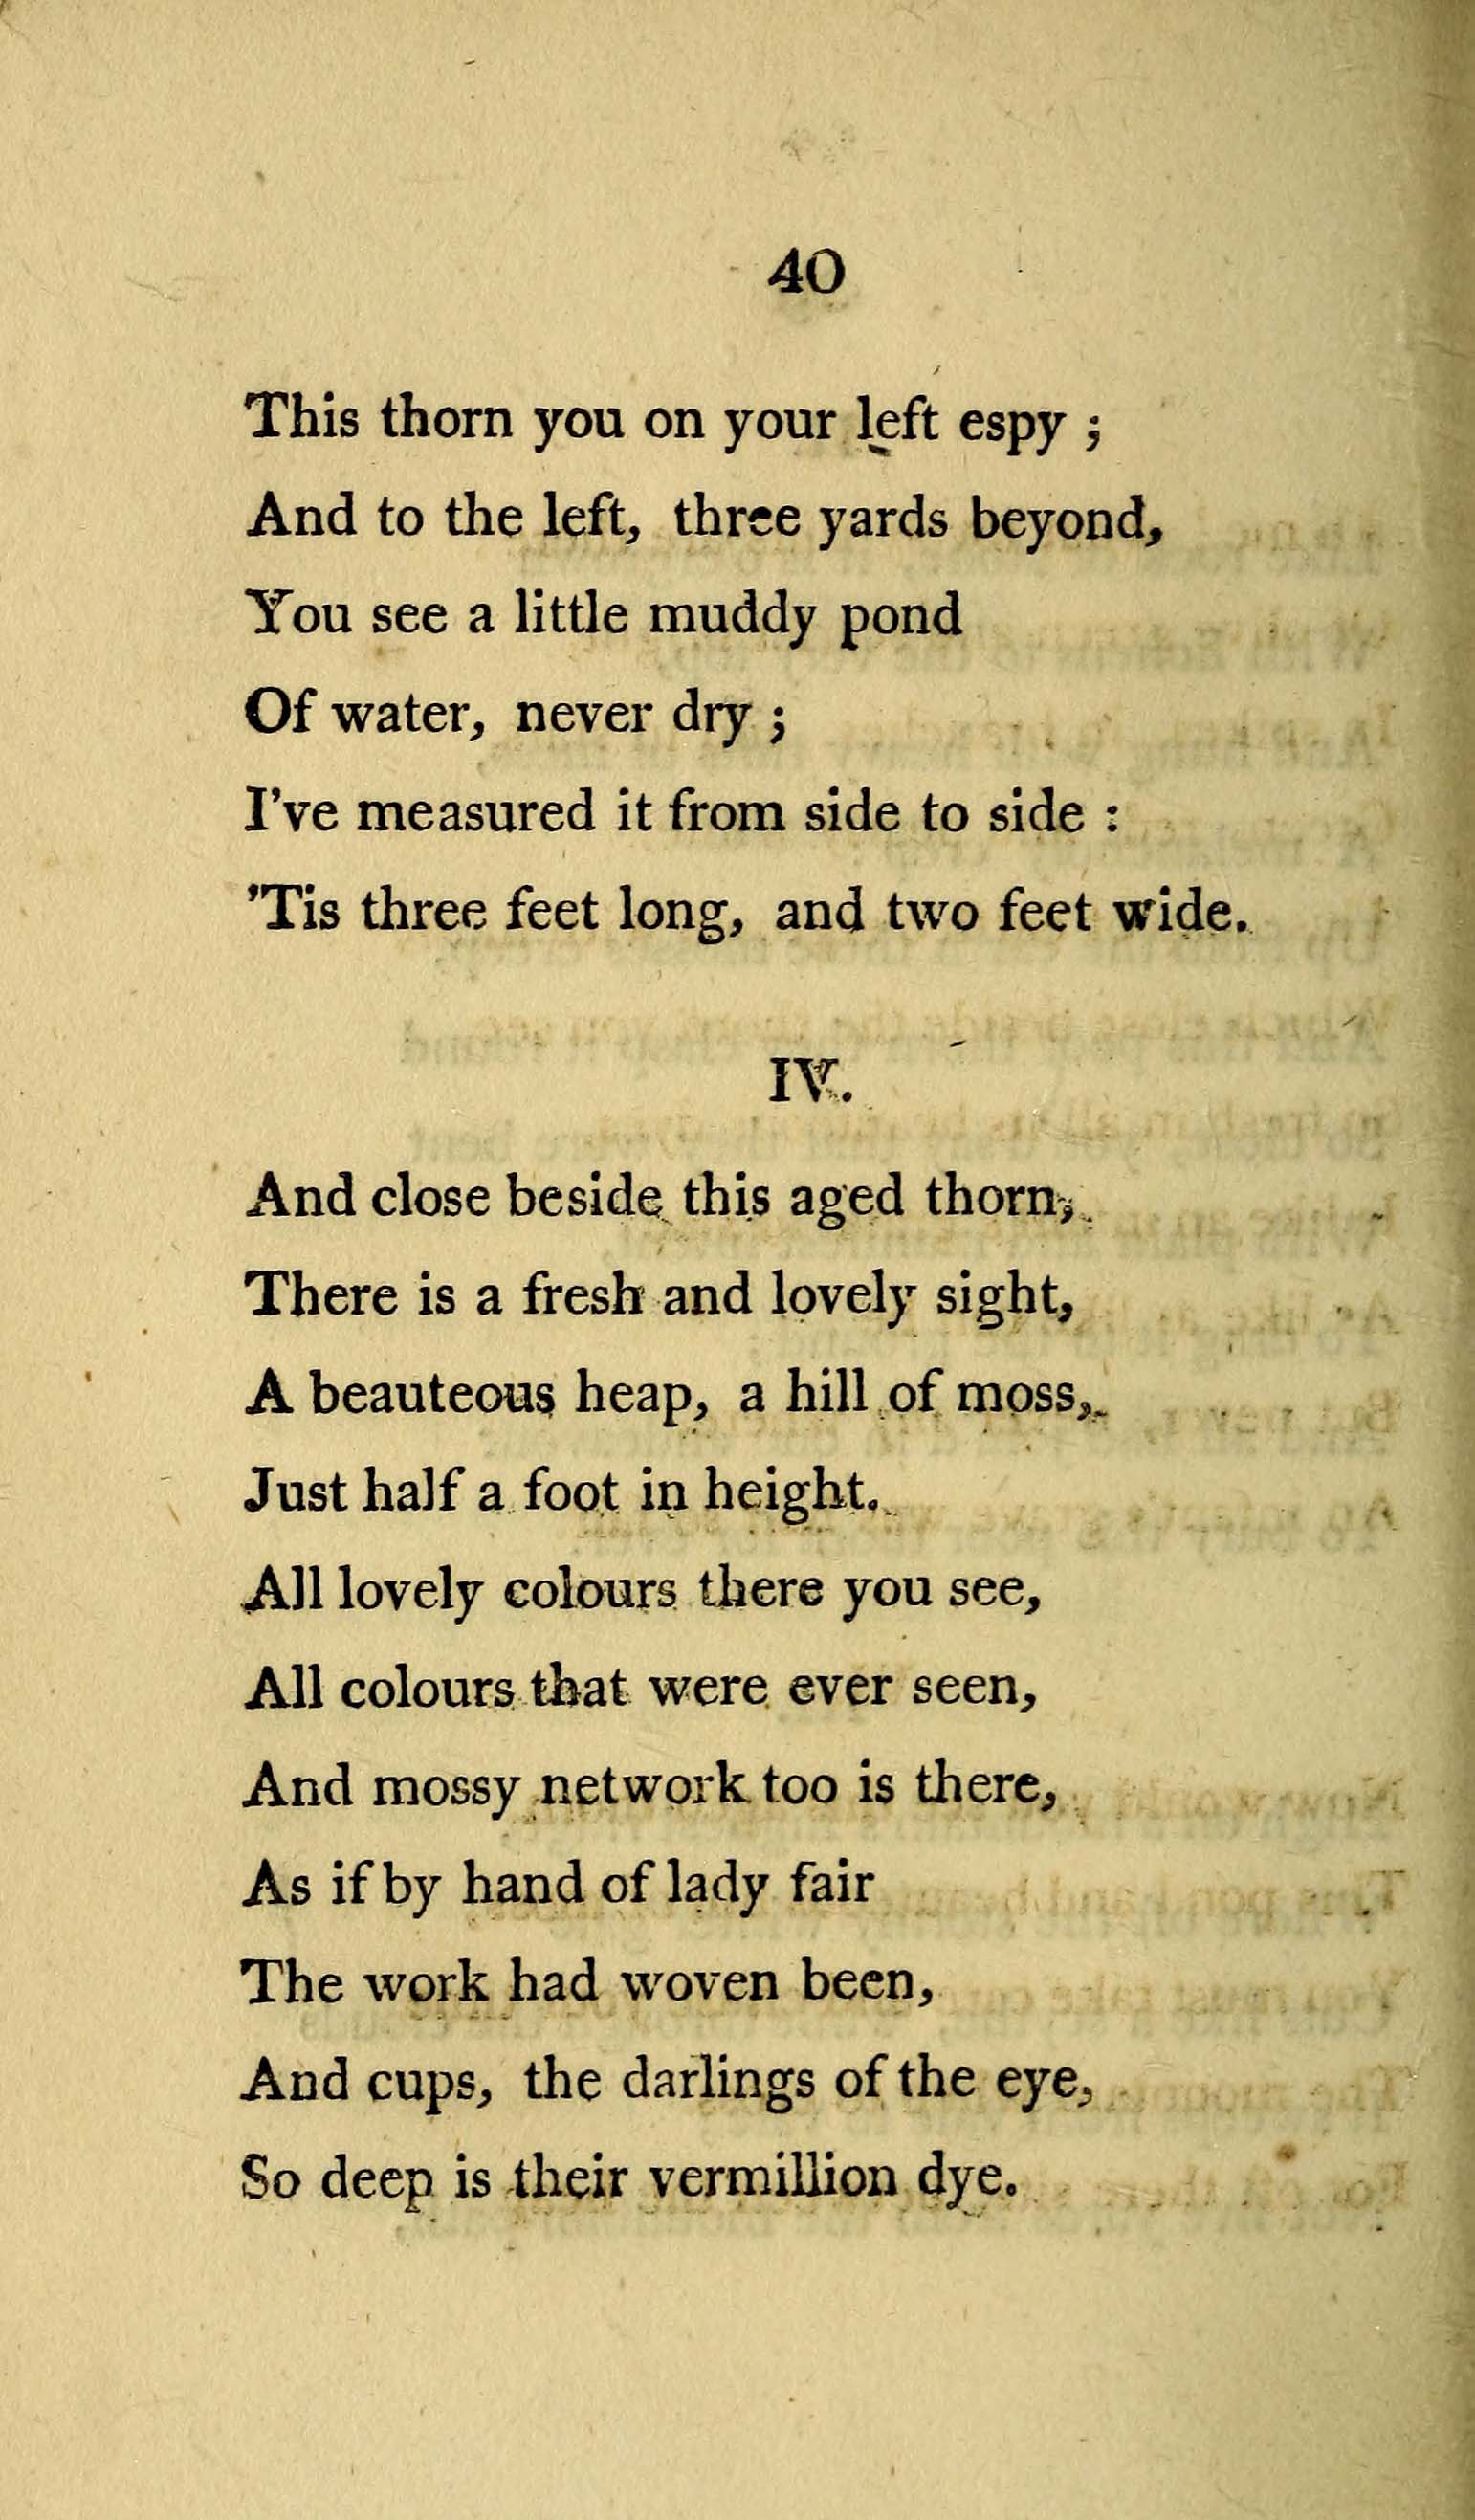 40
This thorn you on your left espy ;
And to the left, three yards beyond,
You see a little muddy pond
Of water, never dry ;
I've measured it from side to side :
'Tis three feet long, and two feet wide.
IV.
And close beside this aged thorn,
There is a fresh and lovely sight,
A beauteous heap, a hill of moss,
Just half a foot in height.
All lovely colours there you see,
All colours that were ever seen,
And mossy network too is there,
As if by hand of lady fair
The work had woven been,
And cups, the darlings of the eye,
So deep is their vermillion dye.